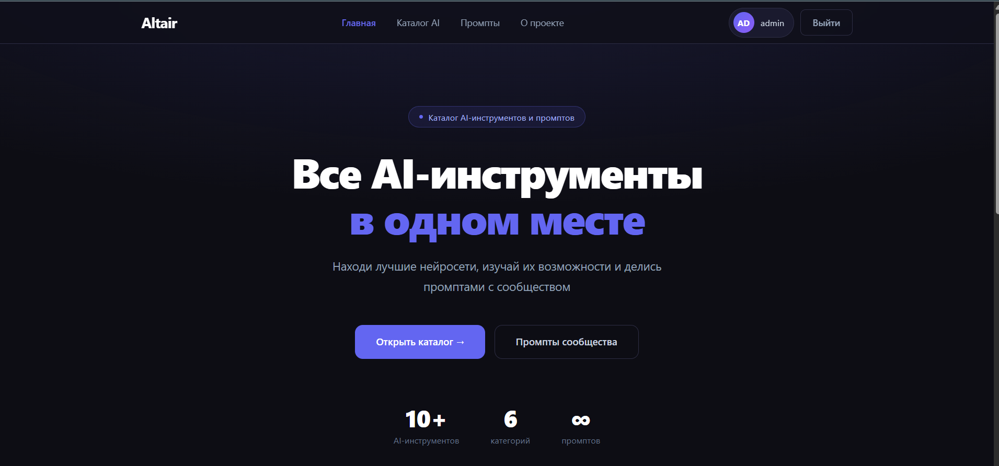 Altair
Главная
Каталог AI
Промпты
О проекте
AD
admin
Выйти
Каталог AI-инструментов и промптов
Все AI-инструменты
в одном месте
Находи лучшие нейросети, изучай их возможности и делись
промптами с сообществом
Открыть каталог →
Промпты сообщества
10+
AI-инструментов
6
категорий
∞
промптов